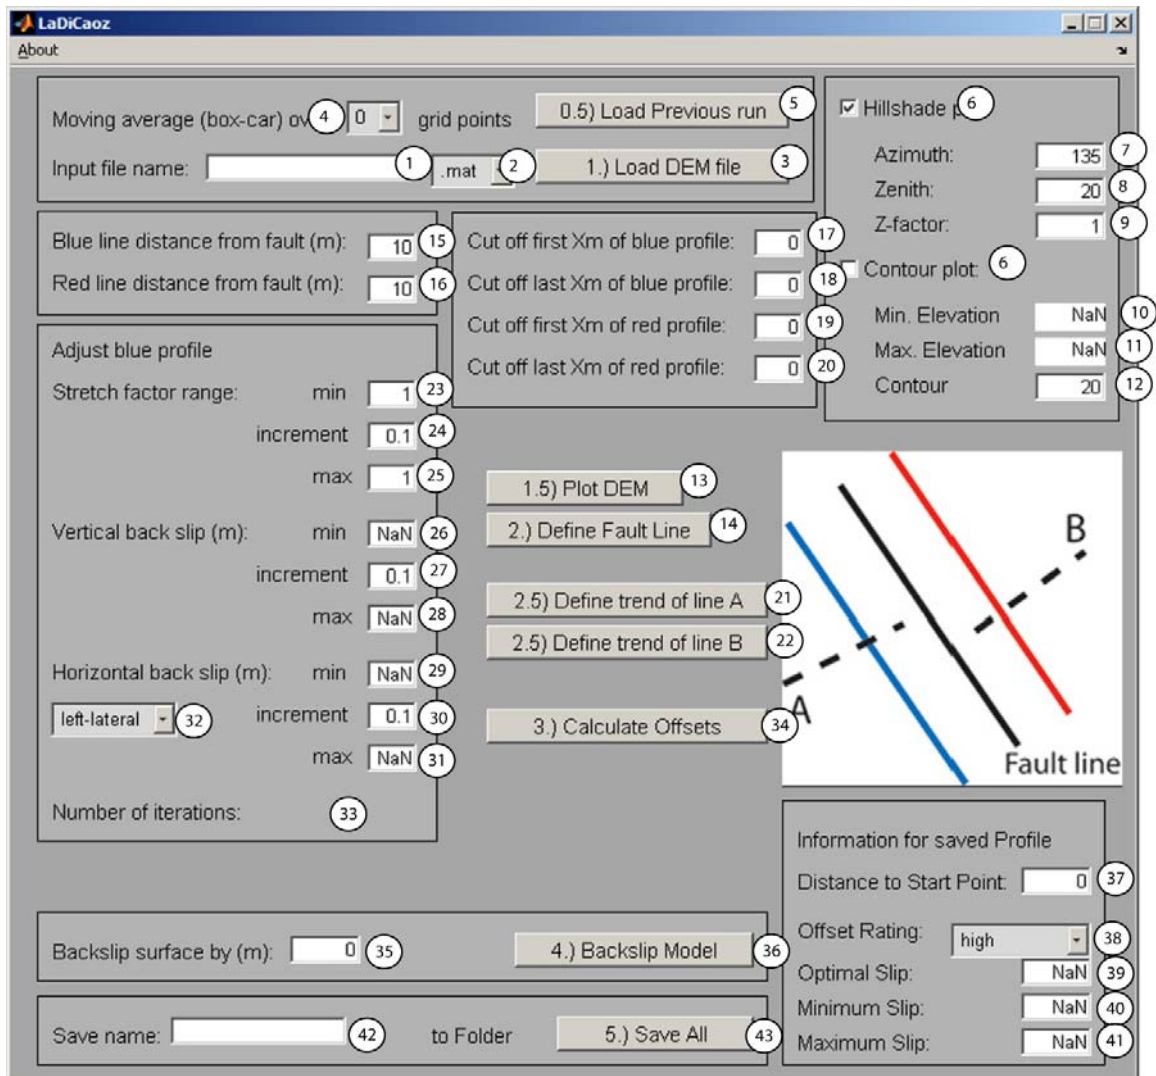 LaDiCaoz
About
Moving average (box-car) ov 4 0 grid points
0.5) Load Previous run 5
Input file name: 1 .mat 2
1.) Load DEM file 3
Hillshade p 6
Azimuth: 135 7
Zenith: 20 8
Z-factor: 1 9
Contour plot: 6
Min. Elevation NaN 10
Max. Elevation NaN 11
Contour 20 12
Blue line distance from fault (m): 10 15
Red line distance from fault (m): 10 16
Cut off first Xm of blue profile: 0 17
Cut off last Xm of blue profile: 0 18
Cut off first Xm of red profile: 0 19
Cut off last Xm of red profile: 0 20
Adjust blue profile
Stretch factor range: min 1 23
increment 0.1 24
max 1 25
Vertical back slip (m): min NaN 26
increment 0.1 27
max NaN 28
Horizontal back slip (m): min NaN 29
left-lateral 32 increment 0.1 30
max NaN 31
Number of iterations: 33
1.5) Plot DEM 13
2.) Define Fault Line 14
2.5) Define trend of line A 21
2.5) Define trend of line B 22
3.) Calculate Offsets 34
B
A
Fault line
Information for saved Profile
Distance to Start Point: 0 37
Offset Rating: high 38
Optimal Slip: NaN 39
Minimum Slip: NaN 40
Maximum Slip: NaN 41
Backslip surface by (m): 0 35
4.) Backslip Model 36
Save name: 42 to Folder
5.) Save All 43